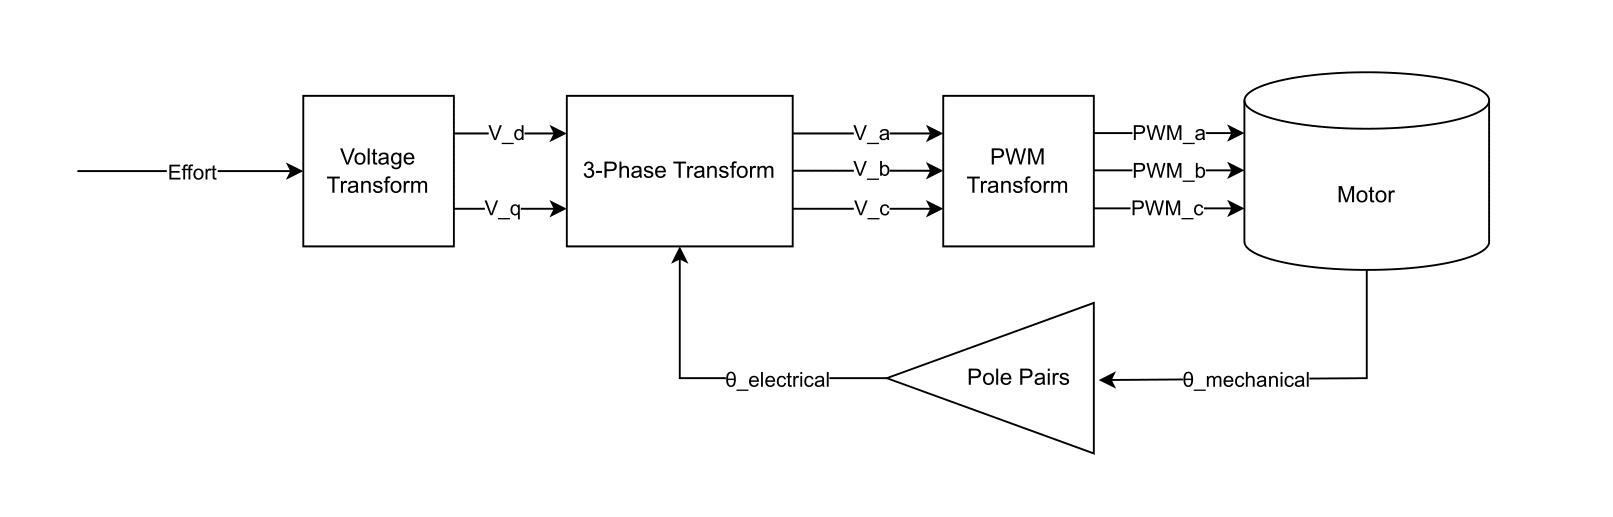 Effort
Voltage
Transform
V_d
V_q
3-Phase Transform
V_a
V_b
V_c
PWM
Transform
PWM_a
PWM_b
PWM_c
Motor
θ_electrical
Pole Pairs
θ_mechanical